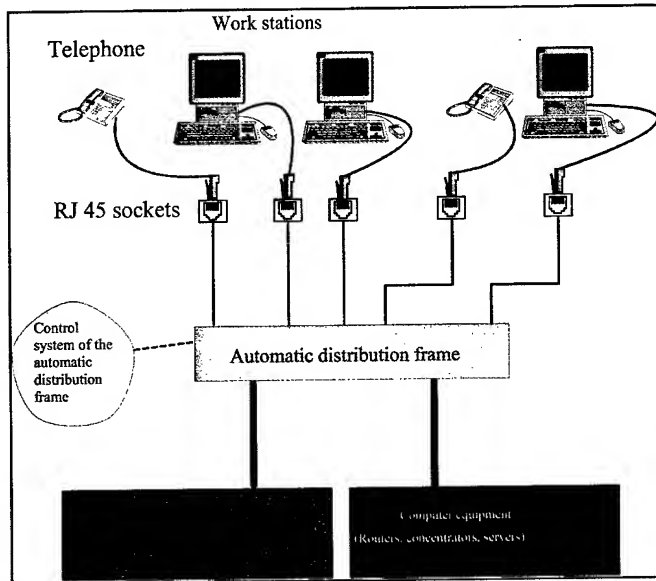 Work stations
Telephone
RJ 45 sockets
Control
system of the
automatic
distribution
frame
Automatic distribution frame
Computer equipment
(Routers, concentrators, servers)